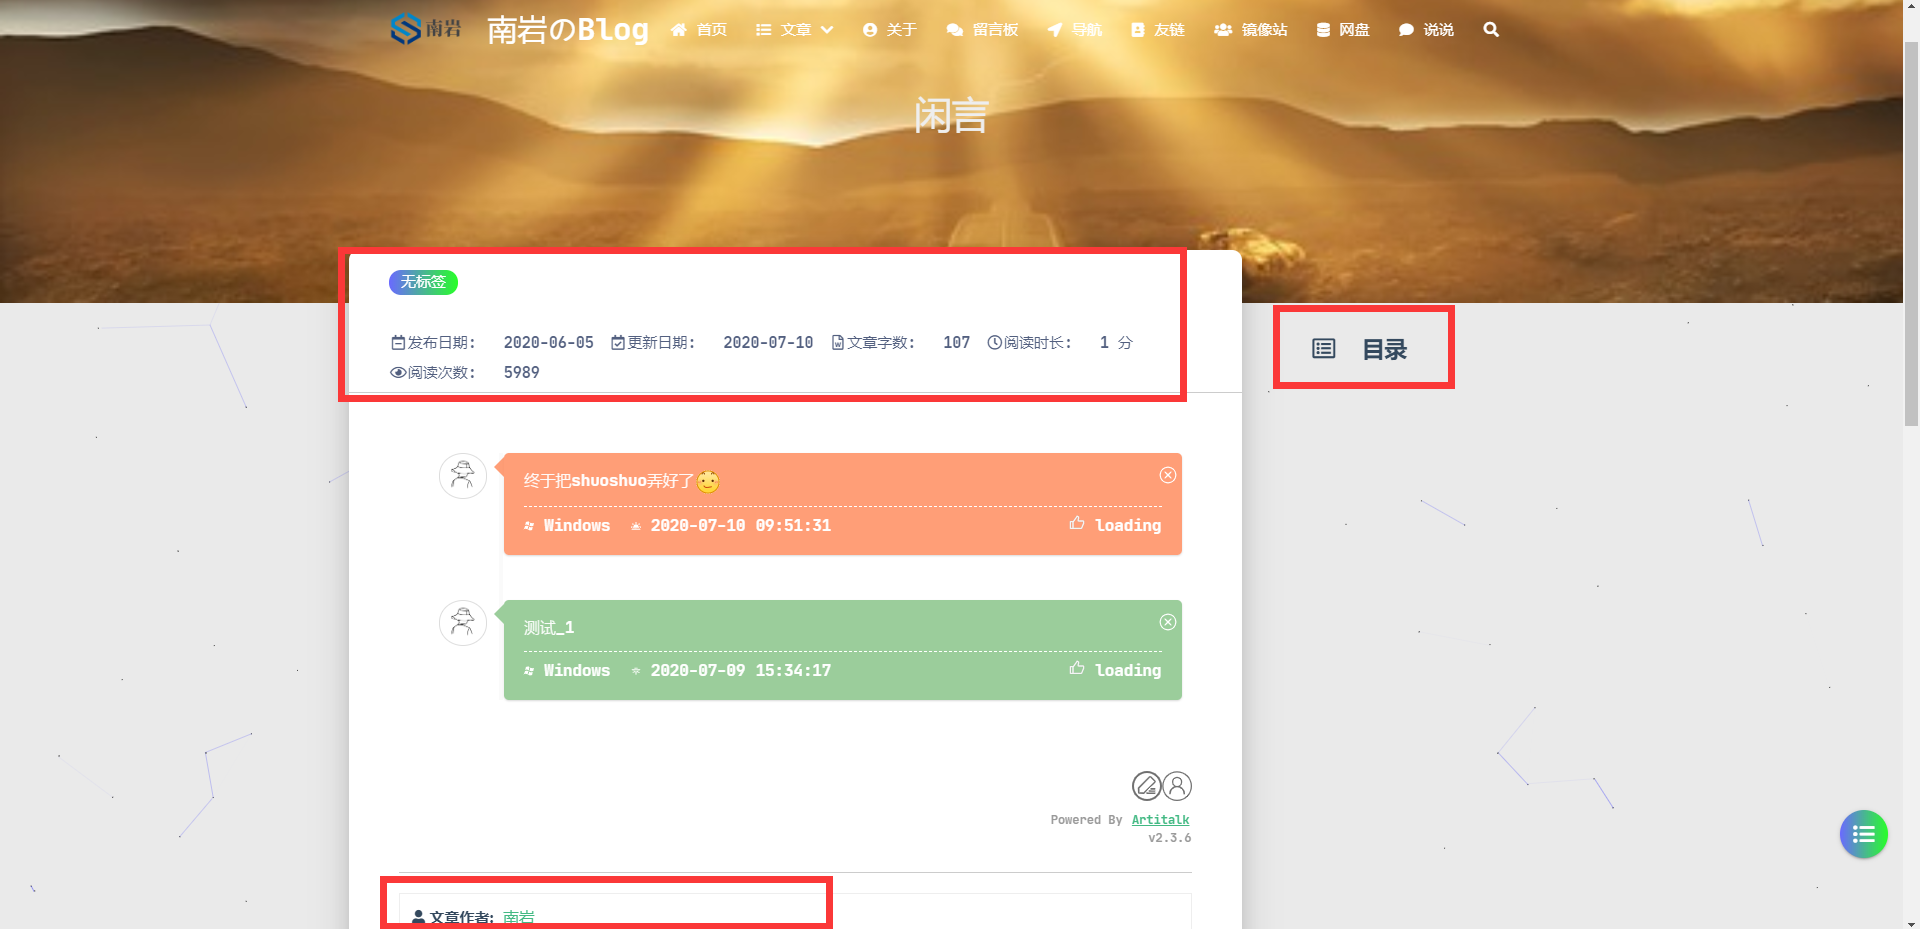 南岩 南岩のBlog 首页 文章 关于 留言板 导航 友链 镜像站 网盘 说说
闲言
无标签
发布日期: 2020-06-05 更新日期: 2020-07-10 文章字数: 107 阅读时长: 1 分
阅读次数: 5989
目录
终于把shuoshuo弄好了
Windows 2020-07-10 09:51:31 loading
测试_1
Windows 2020-07-09 15:34:17 loading
Powered By Artitalk
v2.3.6
文章作者: 南岩